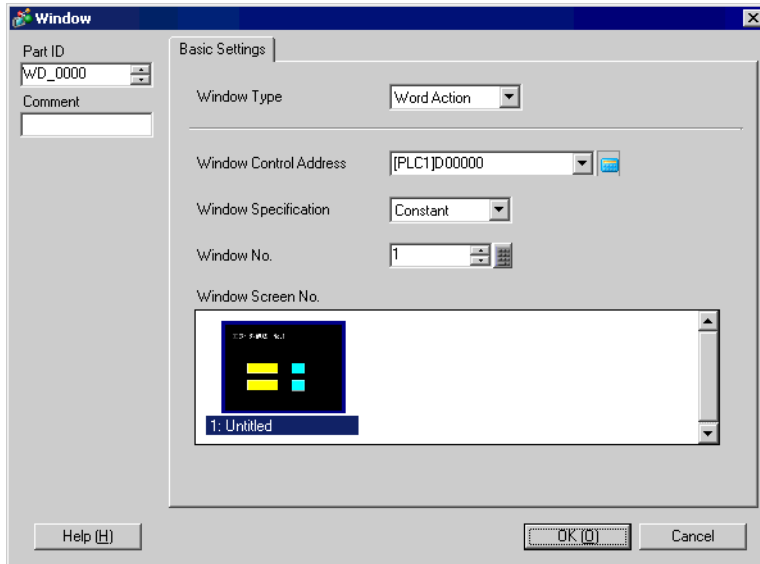 Window
Part ID
WD_0000
Comment
Basic Settings
Window Type
Word Action
Window Control Address
[PLC1]D00000
Window Specification
Constant
Window No.
1
Window Screen No.
1: Untitled
Help (H)
OK (O)
Cancel